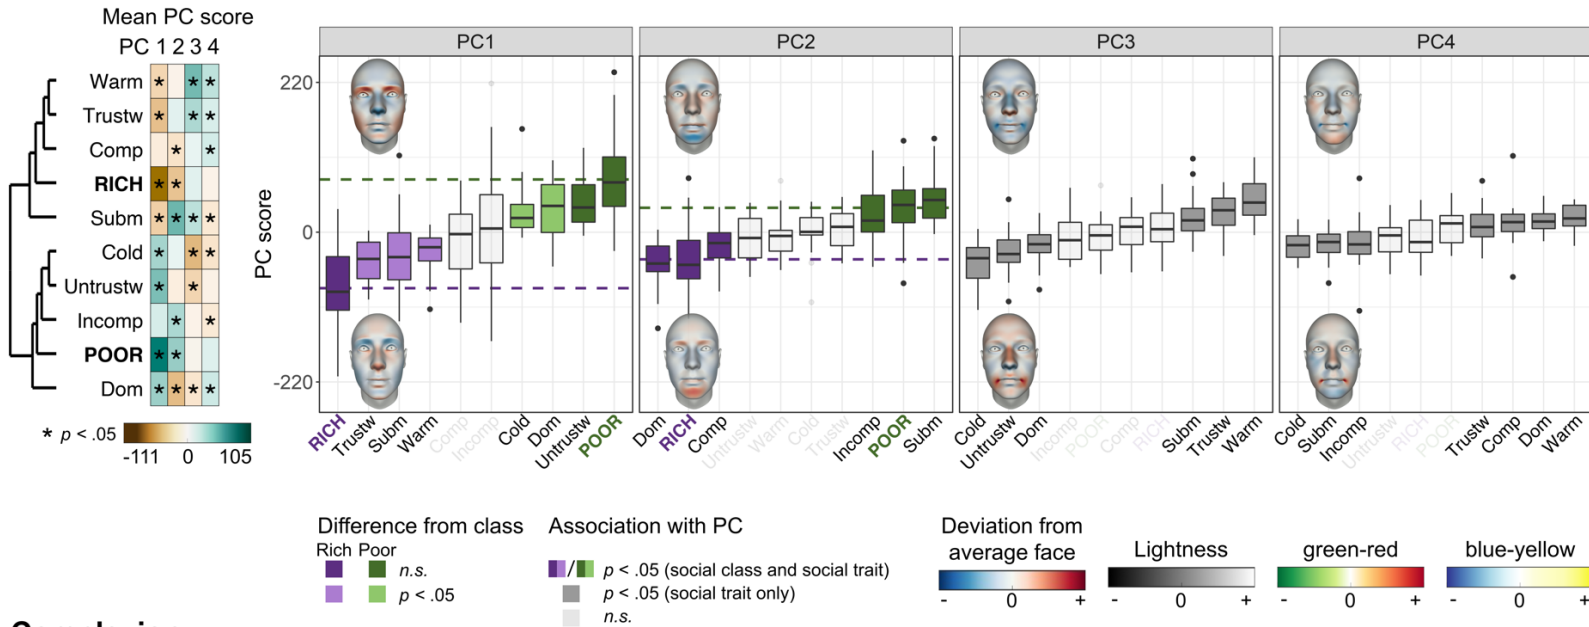 Mean PC score
PC 1 2 3 4
Warm * * *
Trustw * * *
Comp * *
RICH * *
Subm * * * *
Cold * * *
Untrustw * *
Incomp * *
POOR * *
Dom * * * *
* p < .05
-111 0 105
PC score
220
0
-220
PC1
RICH Trustw Subm Warm Comp Incomp Cold Dom Untrustw POOR
PC2
Dom RICH Comp Untrustw Warm Cold Trustw Incomp POOR Subm
PC3
Cold Untrustw Dom Incomp POOR Comp RICH Subm Trustw Warm
PC4
Cold Subm Incomp Untrustw RICH POOR Trustw Comp Dom Warm
Difference from class
Rich Poor
n.s.
p < .05
Association with PC
/ p < .05 (social class and social trait)
p < .05 (social trait only)
n.s.
Deviation from
average face
- 0 +
Lightness
- 0 +
green-red
- 0 +
blue-yellow
- 0 +